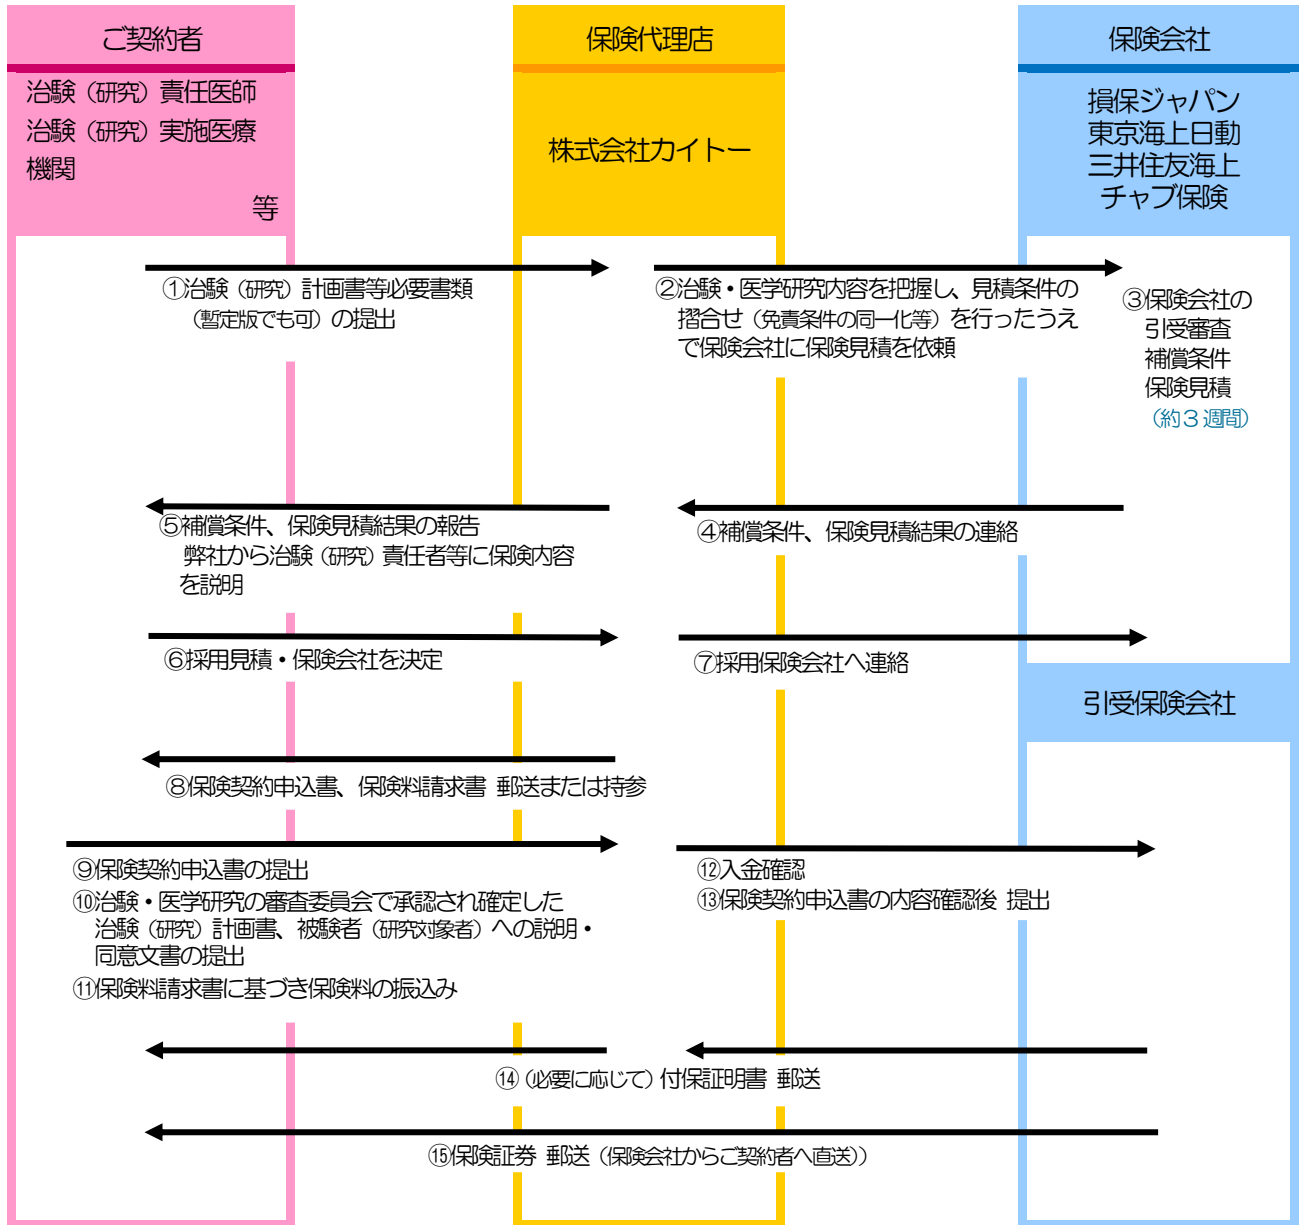 ご契約者
保険代理店
保険会社
治験（研究）責任医師
治験（研究）実施医療
機関
等
株式会社カイトー
損保ジャパン
東京海上日動
三井住友海上
チャブ保険
①治験（研究）計画書等必要書類
（暫定版でも可）の提出
②治験・医学研究内容を把握し、見積条件の
摺合せ（免責条件の同一化等）を行ったうえ
で保険会社に保険見積を依頼
③保険会社の
引受審査
補償条件
保険見積
（約３週間）
⑤補償条件、保険見積結果の報告
弊社から治験（研究）責任者等に保険内容
を説明
④補償条件、保険見積結果の連絡
⑥採用見積・保険会社を決定
⑦採用保険会社へ連絡
引受保険会社
⑧保険契約申込書、保険料請求書 郵送または持参
⑨保険契約申込書の提出
⑩治験・医学研究の審査委員会で承認され確定した
治験（研究）計画書、被験者（研究対象者）への説明・
同意文書の提出
⑪保険料請求書に基づき保険料の振込み
⑫入金確認
⑬保険契約申込書の内容確認後 提出
⑭（必要に応じて）付保証明書 郵送
⑮保険証券 郵送（保険会社からご契約者へ直送））